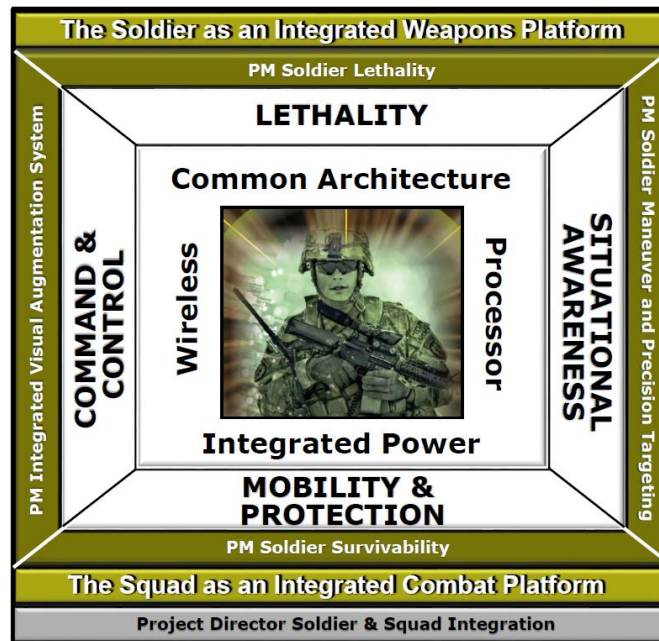 The Soldier as an Integrated Weapons Platform
PM Soldier Lethality
LETHALITY
PM Integrated Visual Augmentation System
COMMAND &
CONTROL
Common Architecture
Wireless
Processor
Integrated Power
SITUATIONAL
AWARENESS
PM Soldier Maneuver and Precision Targeting
MOBILITY &
PROTECTION
PM Soldier Survivability
The Squad as an Integrated Combat Platform
Project Director Soldier & Squad Integration